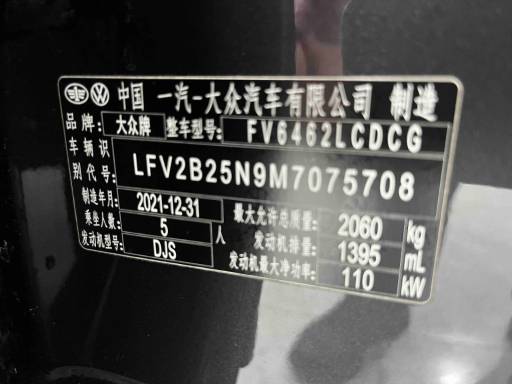 中国 一汽-大众汽车有限公司 制造
品牌: 大众牌 整车型号: FV6462LCDCG
车辆识别代号: LFV2B25N9M7075708
制造年月: 2021-12-31 最大允许总质量: 2060 kg
乘坐人数: 5 人 发动机排量: 1395 mL
发动机型号: DJS 发动机最大净功率: 110 kW